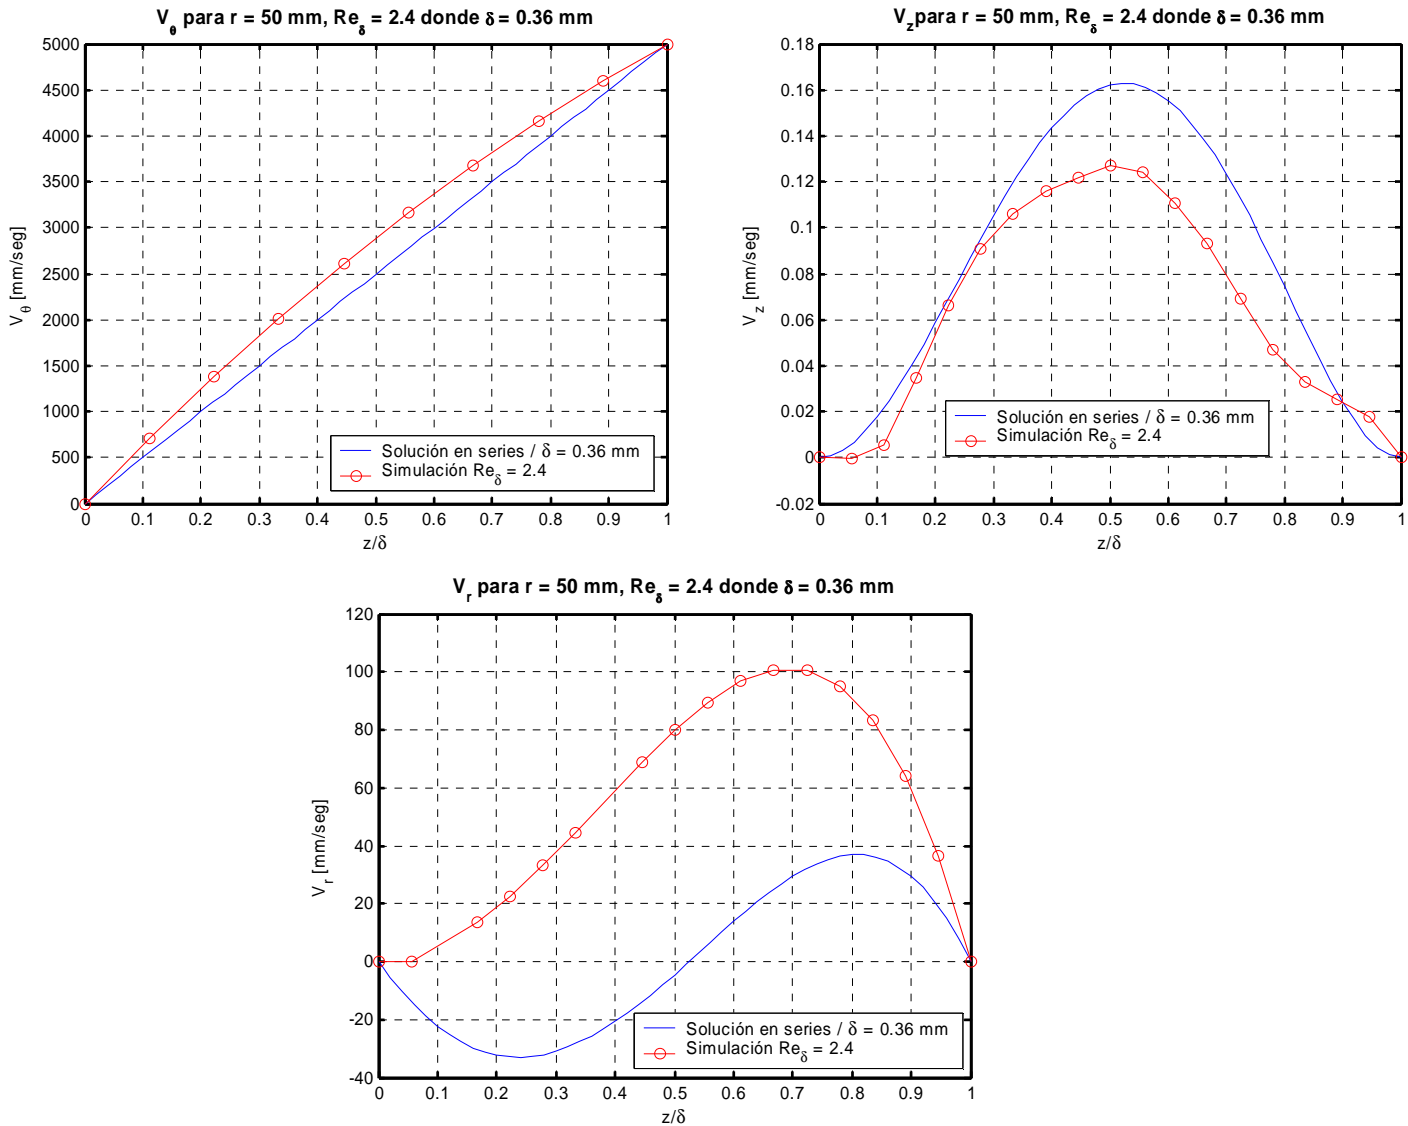 V_θ para r = 50 mm, Re_δ = 2.4 donde δ = 0.36 mm
5000
4500
4000
3500
3000
2500
2000
1500
1000
500
0
V_θ [mm/seg]
Solución en series / δ = 0.36 mm
Simulación Re_δ = 2.4
0 0.1 0.2 0.3 0.4 0.5 0.6 0.7 0.8 0.9 1
z/δ
V_z para r = 50 mm, Re_δ = 2.4 donde δ = 0.36 mm
0.18
0.16
0.14
0.12
0.1
0.08
0.06
0.04
0.02
0
-0.02
V_z [mm/seg]
Solución en series / δ = 0.36 mm
Simulación Re_δ = 2.4
0 0.1 0.2 0.3 0.4 0.5 0.6 0.7 0.8 0.9 1
z/δ
V_r para r = 50 mm, Re_δ = 2.4 donde δ = 0.36 mm
120
100
80
60
40
20
0
-20
-40
V_r [mm/seg]
Solución en series / δ = 0.36 mm
Simulación Re_δ = 2.4
0 0.1 0.2 0.3 0.4 0.5 0.6 0.7 0.8 0.9 1
z/δ